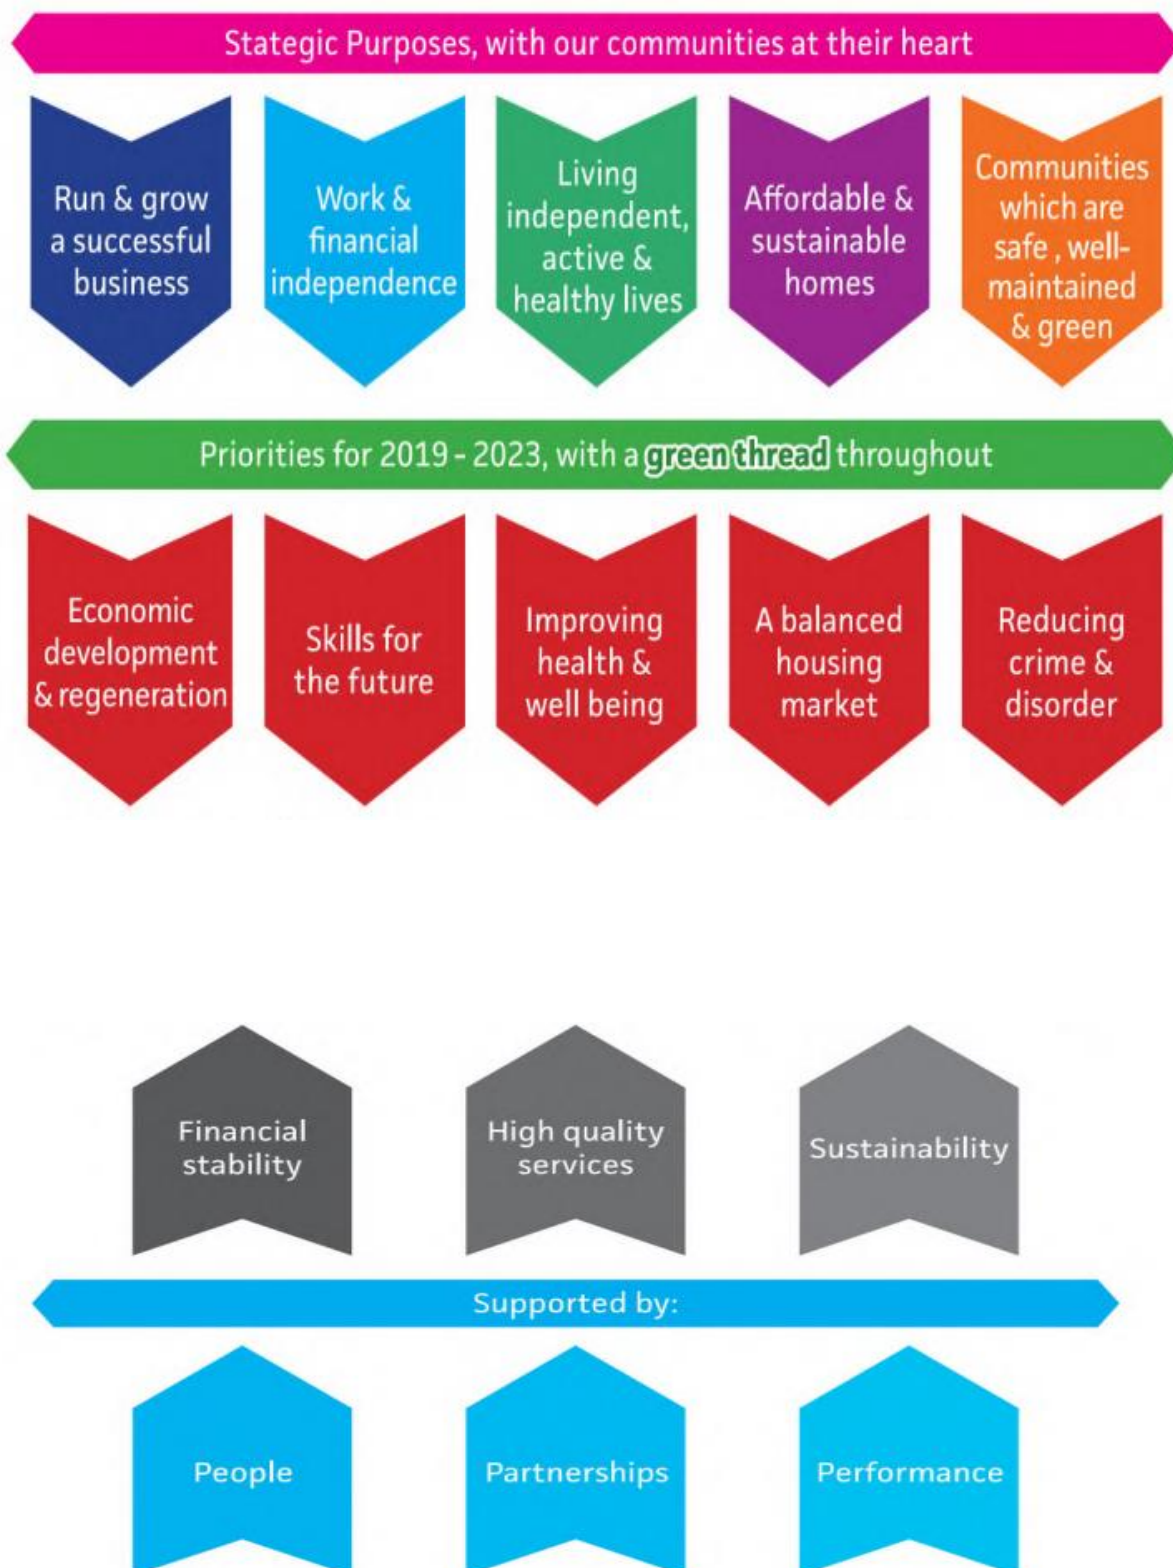 Stategic Purposes, with our communities at their heart
Run & grow
a successful
business
Work &
financial
independence
Living
independent,
active &
healthy lives
Affordable &
sustainable
homes
Communities
which are
safe , well-
maintained
& green
Priorities for 2019 - 2023, with a green thread throughout
Economic
development
& regeneration
Skills for
the future
Improving
health &
well being
A balanced
housing
market
Reducing
crime &
disorder
Financial
stability
High quality
services
Sustainability
Supported by:
People
Partnerships
Performance